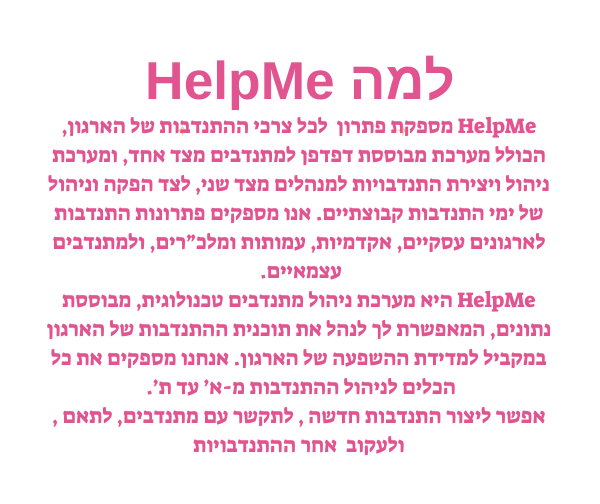 למה HelpMe
HelpMe מספקת פתרון לכל צרכי ההתנדבות של הארגון,
הכולל מערכת מבוססת דפדפן למתנדבים מצד אחד, ומערכת
ניהול ויצירת התנדבויות למנהלים מצד שני, לצד הפקה וניהול
של ימי התנדבות קבוצתיים. אנו מספקים פתרונות התנדבות
לארגונים עסקיים, אקדמיות, עמותות ומלכ"רים, ולמתנדבים
עצמאיים.
HelpMe היא מערכת ניהול מתנדבים טכנולוגית, מבוססת
נתונים, המאפשרת לך לנהל את תוכנית ההתנדבות של הארגון
במקביל למדידת ההשפעה של הארגון. אנחנו מספקים את כל
הכלים לניהול ההתנדבות מ-א' עד ת'.
אפשר ליצור התנדבות חדשה , לתקשר עם מתנדבים, לתאם ,
ולעקוב אחר ההתנדבויות